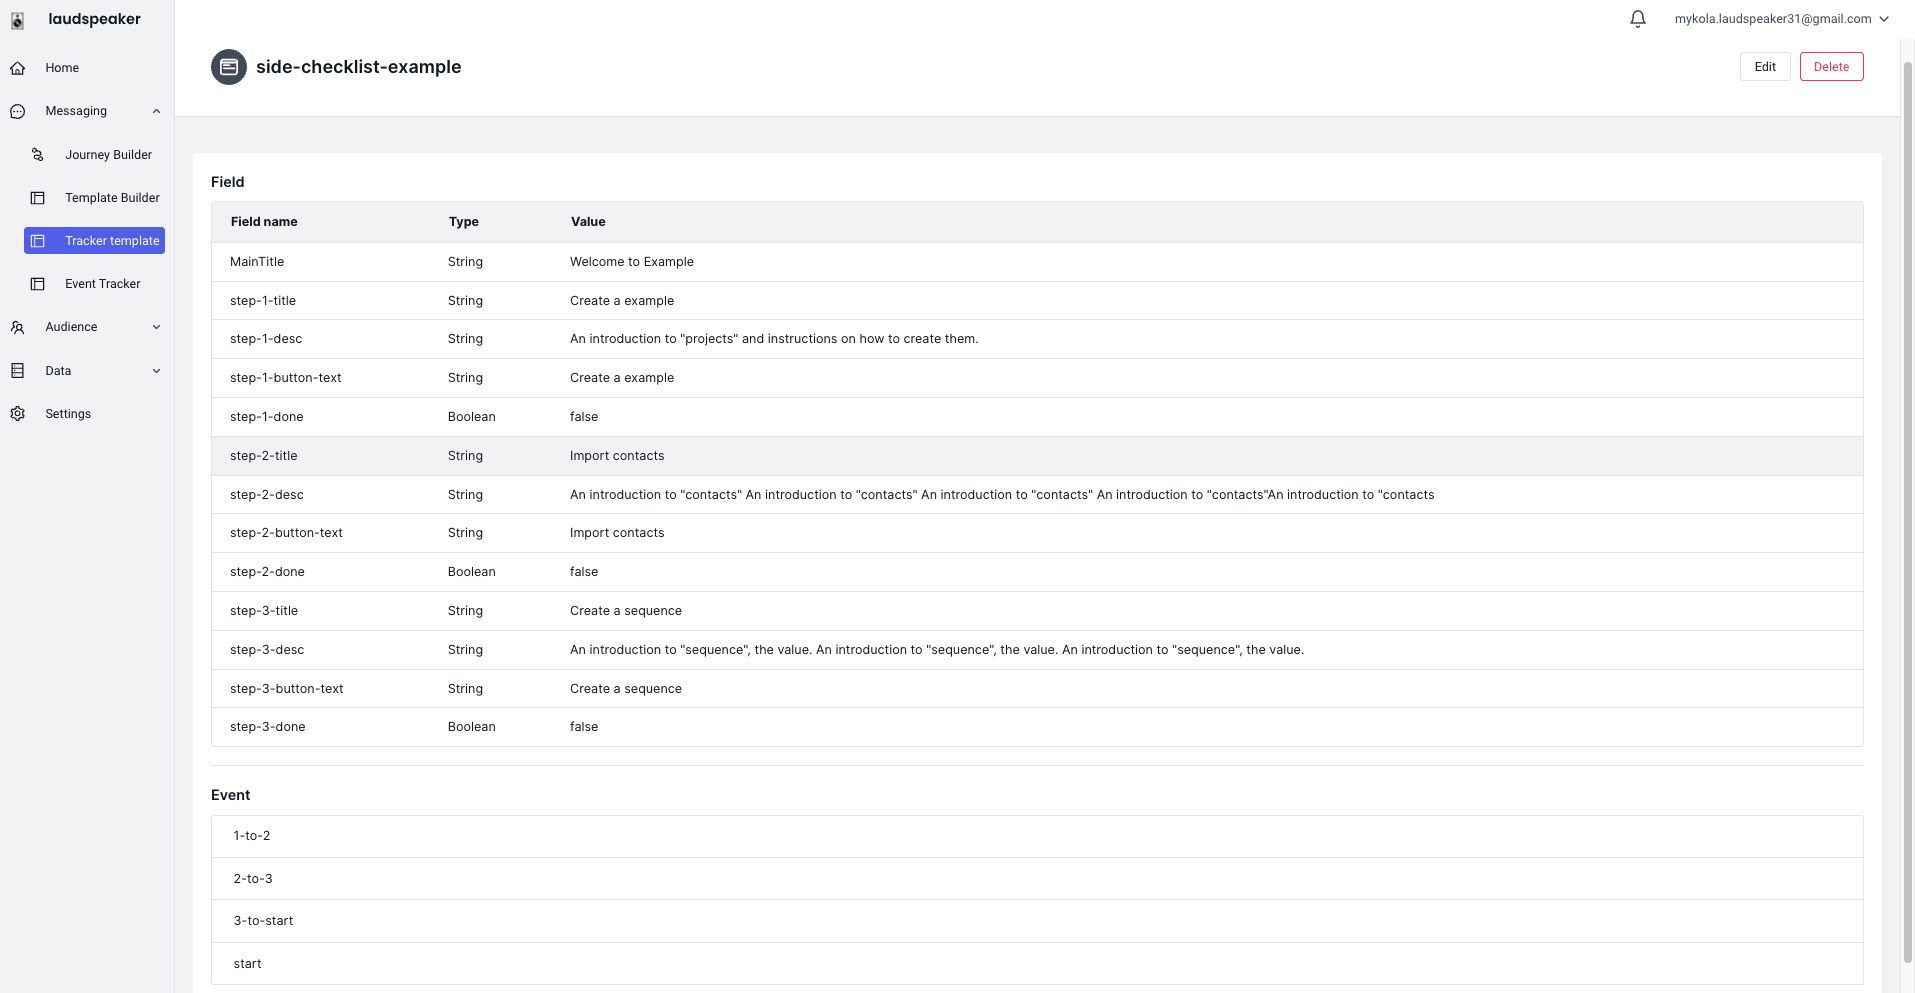 laudspeaker
mykola.laudspeaker31@gmail.com
Home
Messaging
Journey Builder
Template Builder
Tracker template
Event Tracker
Audience
Data
Settings
side-checklist-example
Edit
Delete
Field
Field name Type Value
MainTitle String Welcome to Example
step-1-title String Create a example
step-1-desc String An introduction to "projects" and instructions on how to create them.
step-1-button-text String Create a example
step-1-done Boolean false
step-2-title String Import contacts
step-2-desc String An introduction to "contacts" An introduction to "contacts" An introduction to "contacts" An introduction to "contacts"An introduction to "contacts
step-2-button-text String Import contacts
step-2-done Boolean false
step-3-title String Create a sequence
step-3-desc String An introduction to "sequence", the value. An introduction to "sequence", the value. An introduction to "sequence", the value.
step-3-button-text String Create a sequence
step-3-done Boolean false
Event
1-to-2
2-to-3
3-to-start
start